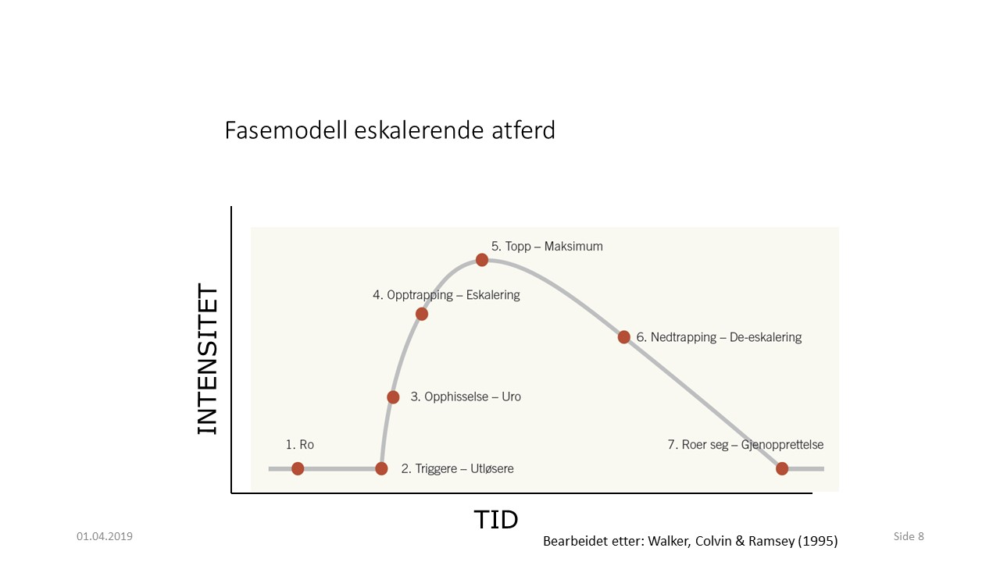 Fasemodell eskalerende atferd
5. Topp – Maksimum
4. Opptrapping – Eskalering
6. Nedtrapping – De-eskalering
3. Opphisselse – Uro
1. Ro
7. Roer seg – Gjenopprettelse
2. Triggere – Utløsere
INTENSITET
TID
01.04.2019
Bearbeidet etter: Walker, Colvin & Ramsey (1995)
Side 8